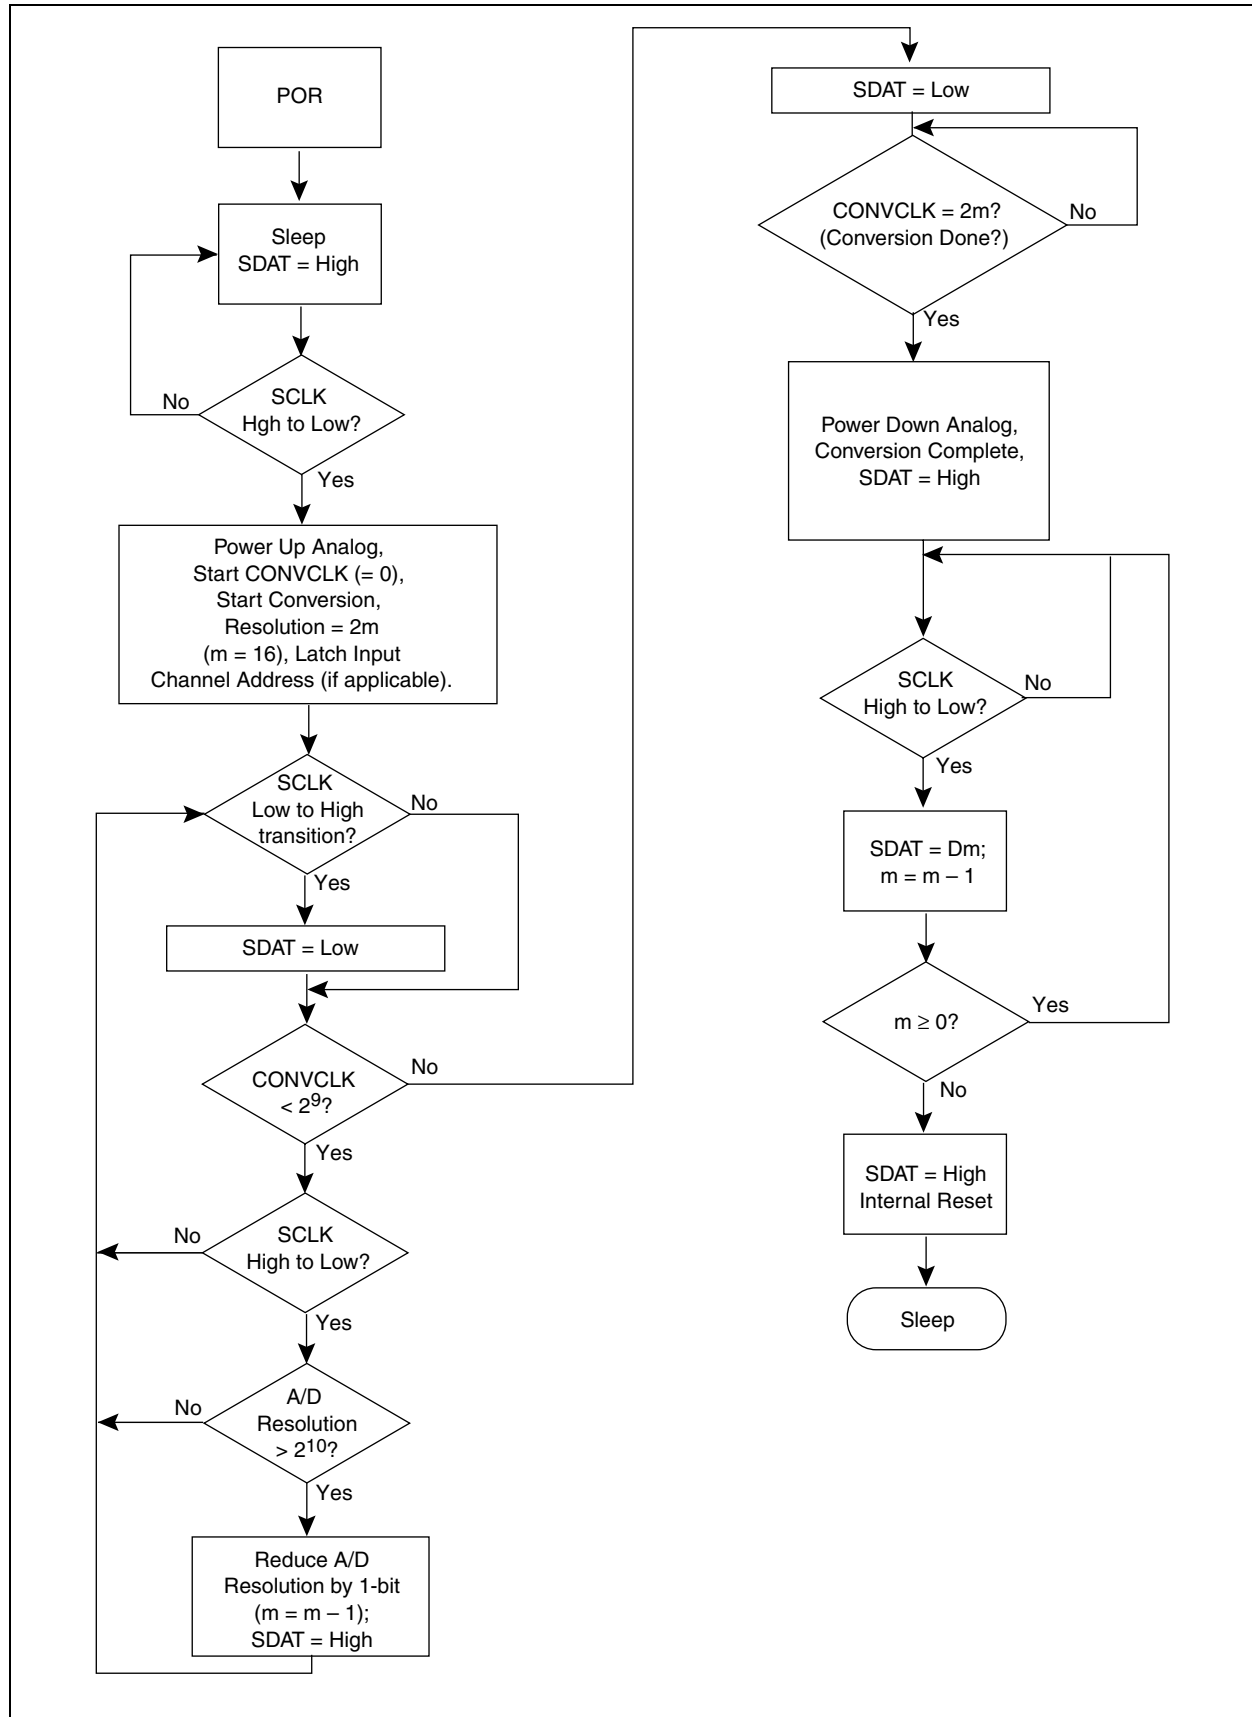 POR
Sleep
SDAT = High
SCLK
Hgh to Low?
No
Yes
Power Up Analog,
Start CONVCLK (= 0),
Start Conversion,
Resolution = 2m
(m = 16), Latch Input
Channel Address (if applicable).
SCLK
Low to High
transition?
No
Yes
SDAT = Low
CONVCLK
< 2⁹?
No
Yes
SCLK
High to Low?
No
Yes
A/D
Resolution
> 2¹⁰?
No
Yes
Reduce A/D
Resolution by 1-bit
(m = m – 1);
SDAT = High
SDAT = Low
CONVCLK = 2m?
(Conversion Done?)
No
Yes
Power Down Analog,
Conversion Complete,
SDAT = High
SCLK
High to Low?
No
Yes
SDAT = Dm;
m = m – 1
m ≥ 0?
Yes
No
SDAT = High
Internal Reset
Sleep